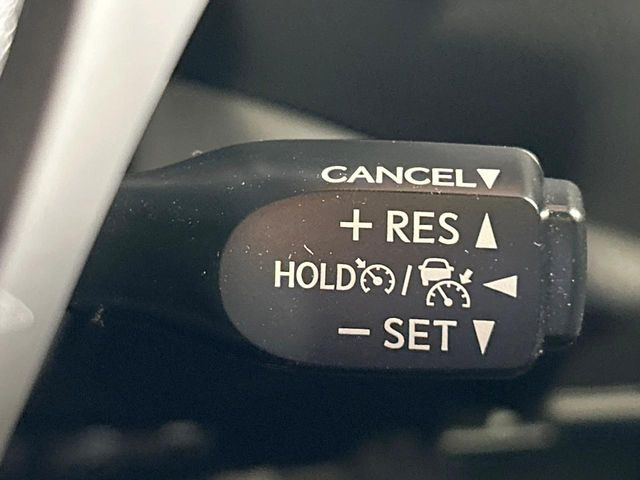 CANCEL▼
+ RES ▲
HOLD / ◀
− SET ▼